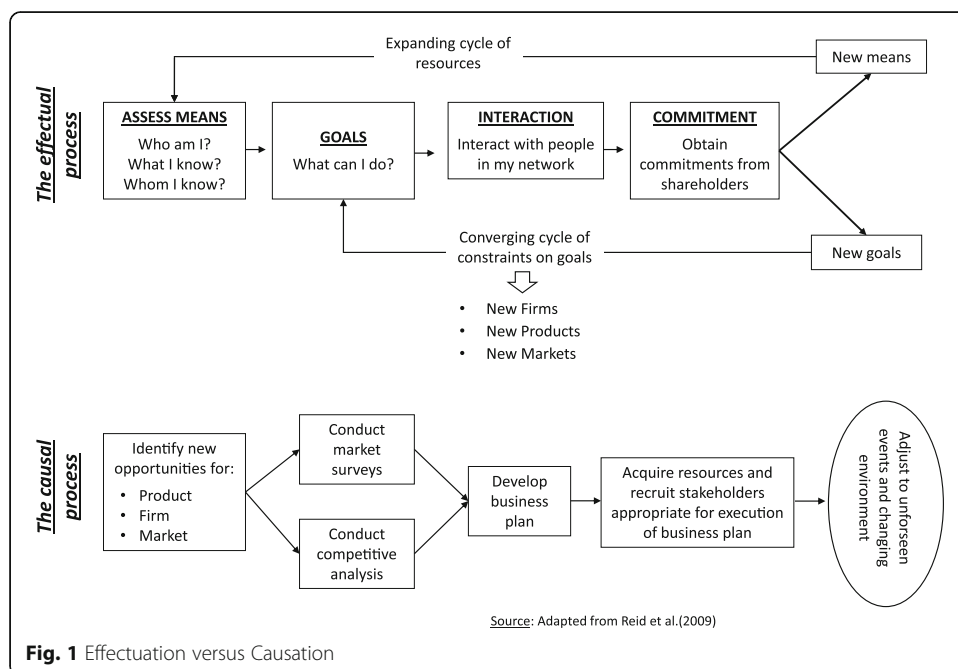 The effectual
process
Expanding cycle of
resources
New means
ASSESS MEANS
Who am I?
What I know?
Whom I know?
GOALS
What can I do?
INTERACTION
Interact with people
in my network
COMMITMENT
Obtain
commitments from
shareholders
Converging cycle of
constraints on goals
New goals
• New Firms
• New Products
• New Markets
The causal
process
Identify new
opportunities for:
• Product
• Firm
• Market
Conduct
market
surveys
Conduct
competitive
analysis
Develop
business
plan
Acquire resources and
recruit stakeholders
appropriate for execution
of business plan
Adjust to unforseen
events and changing
environment
Source: Adapted from Reid et al.(2009)
Fig. 1 Effectuation versus Causation